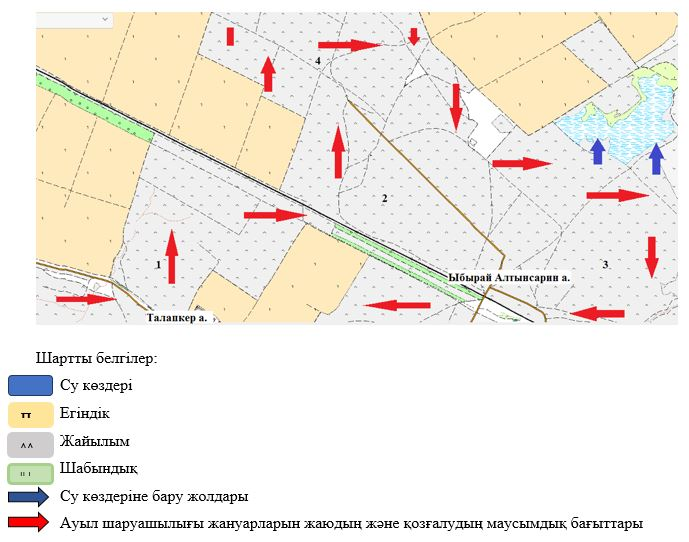 4
2
1
3
Ыбырай Алтынсарин а.
Талапкер а.
Шартты белгілер:
Су көздері
Егіндік
Жайылым
Шабындық
Су көздеріне бару жолдары
Ауыл шаруашылығы жануарларын жаюдың және қозғалудың маусымдық бағыттары